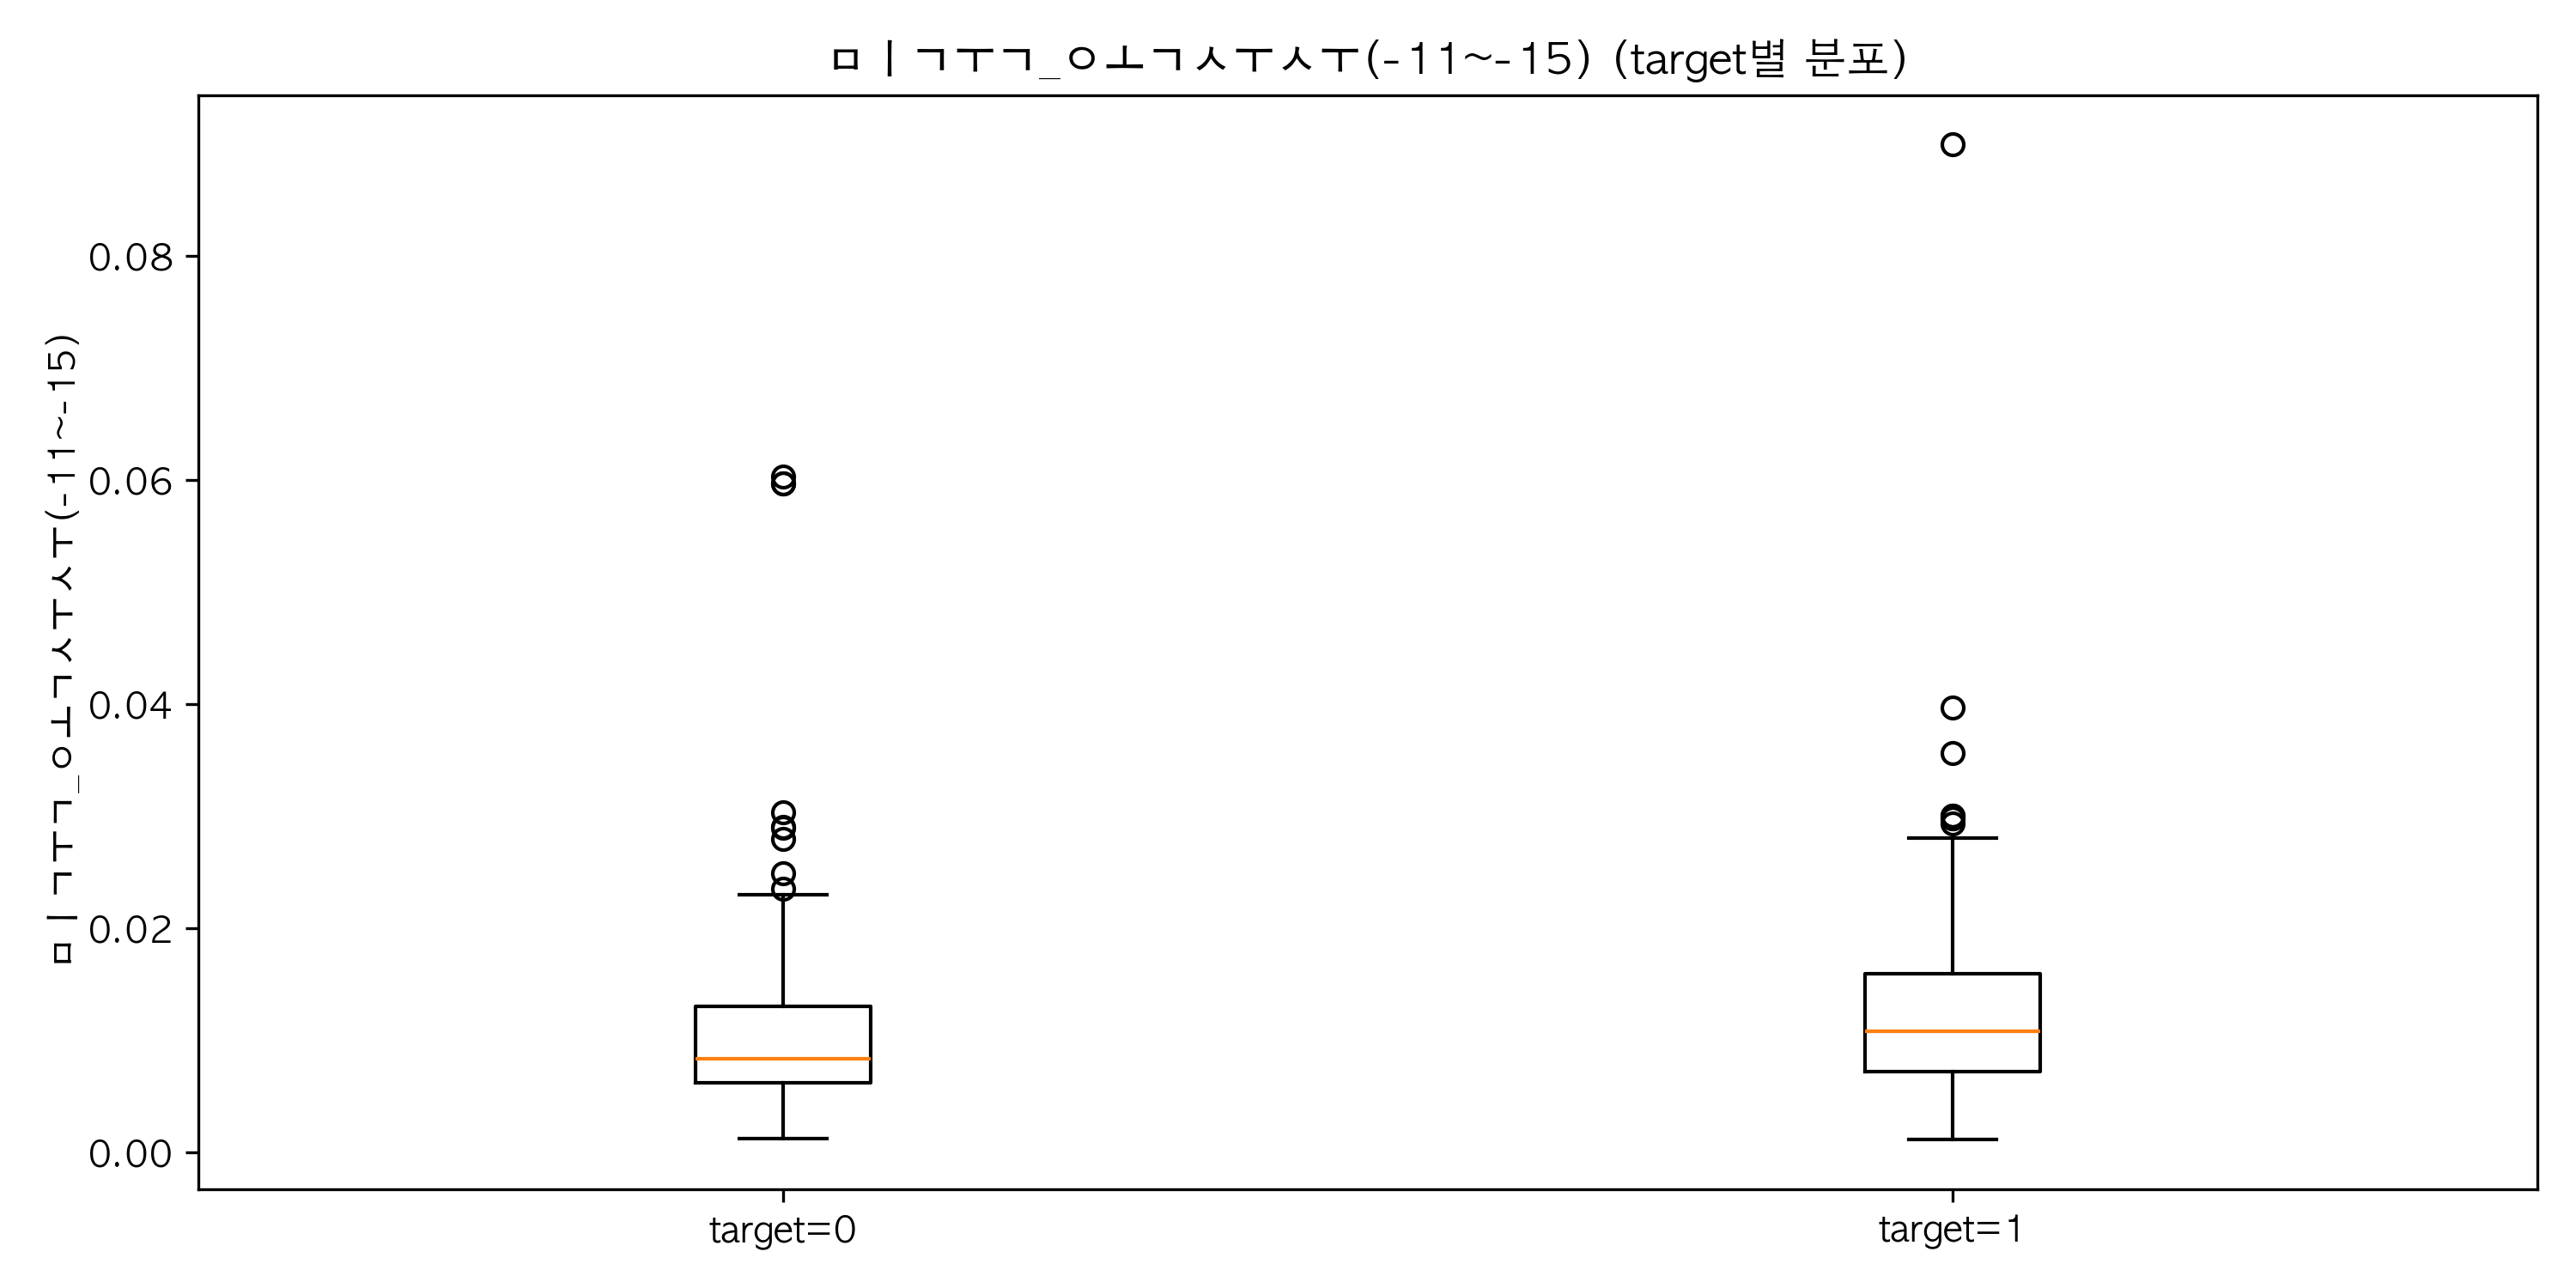 ㅁㅣㄱㅜㄱ_ㅇㅗㄱㅅㅜㅅㅜ(-11~-15) (target별 분포)
ㅁㅣㄱㅜㄱ_ㅇㅗㄱㅅㅜㅅㅜ(-11~-15)
0.08
0.06
0.04
0.02
0.00
target=0
target=1